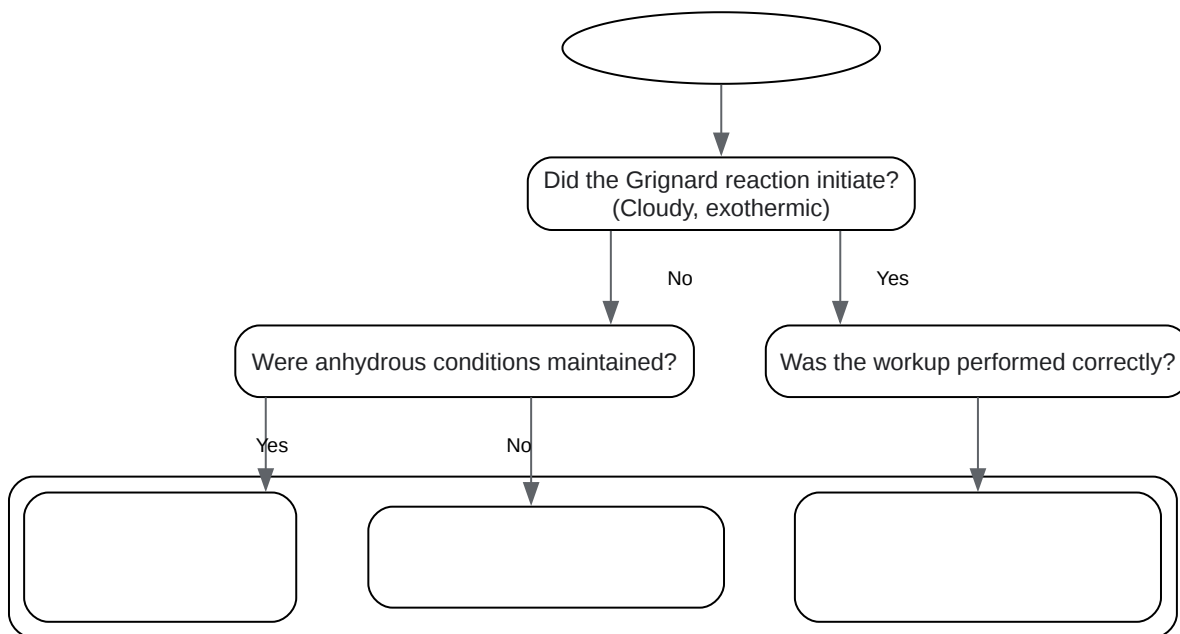 Did the Grignard reaction initiate?
(Cloudy, exothermic)
No
Yes
Were anhydrous conditions maintained?
Was the workup performed correctly?
Yes
No